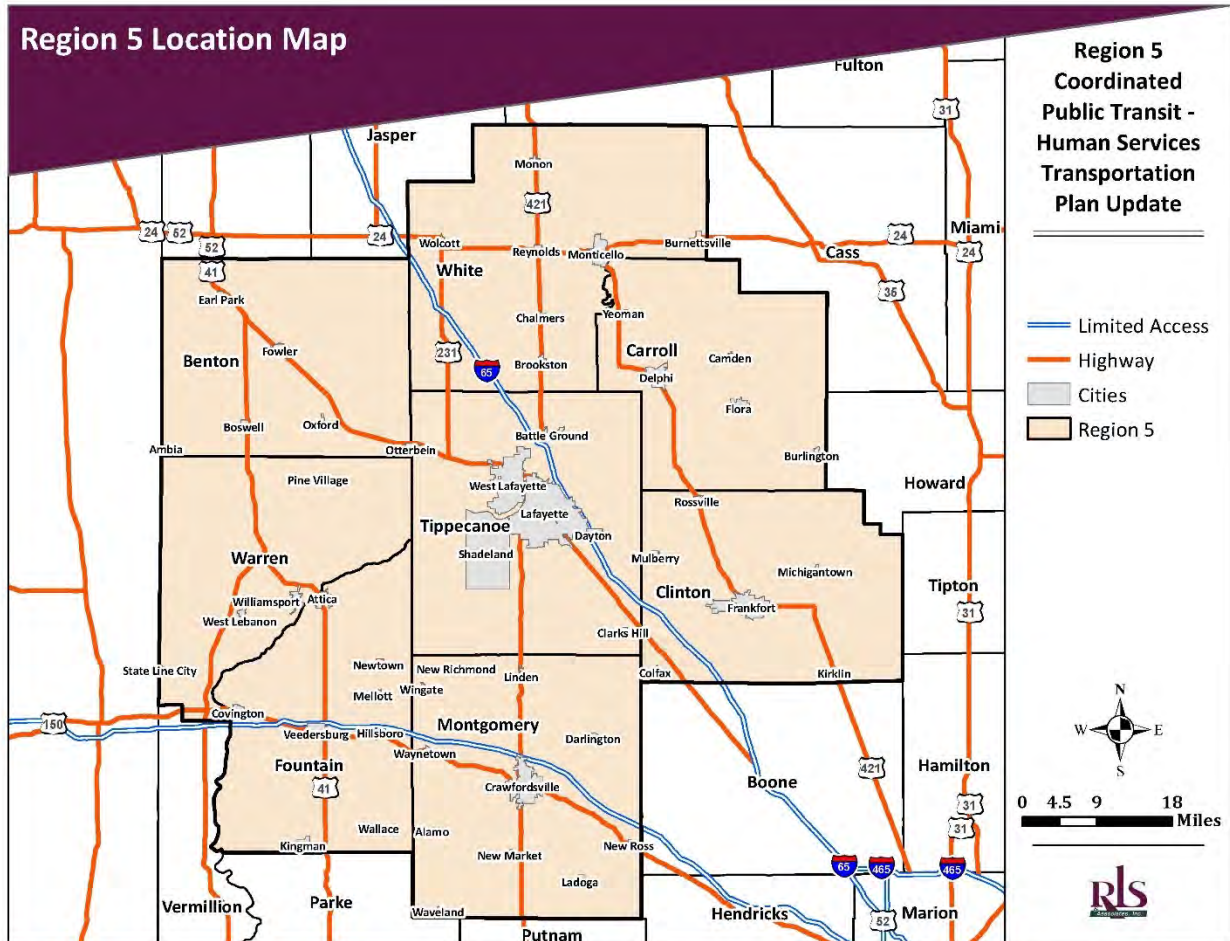 Region 5 Location Map
Region 5
Coordinated
Public Transit -
Human Services
Transportation
Plan Update
Fulton
31
Jasper
Monon
421
Miami
24
52
24
Wolcott
Reynolds
Monticello
Burnettsville
24
24
52
41
White
Cass
35
Earl Park
Yeoman
Chalmers
Limited Access
Highway
Cities
Region 5
Benton
Fowler
231
65
Brookston
Carroll
Camden
Delphi
Flora
Boswell
Oxford
Battle Ground
Ambia
Otterbein
Burlington
Pine Village
West Lafayette
Howard
Rossville
Lafayette
Tippecanoe
Dayton
Shadeland
Mulberry
Warren
Michigantown
Clinton
Tipton
Williamsport
Attica
Frankfort
31
West Lebanon
Clarks Hill
State Line City
Newtown
New Richmond
Linden
Colfax
Kirklin
Mellott
Wingate
150
Covington
Montgomery
Veedersburg
Hillsboro
Darlington
Waynetown
N
W
E
S
Fountain
Boone
421
Hamilton
41
Crawfordsville
31
0 4.5 9 18
Miles
31
Wallace
Alamo
Kingman
New Market
New Ross
65
465
465
Ladoga
Vermillion
Parke
Waveland
Hendricks
52
Marion
Putnam
RLS
& Associates, Inc.